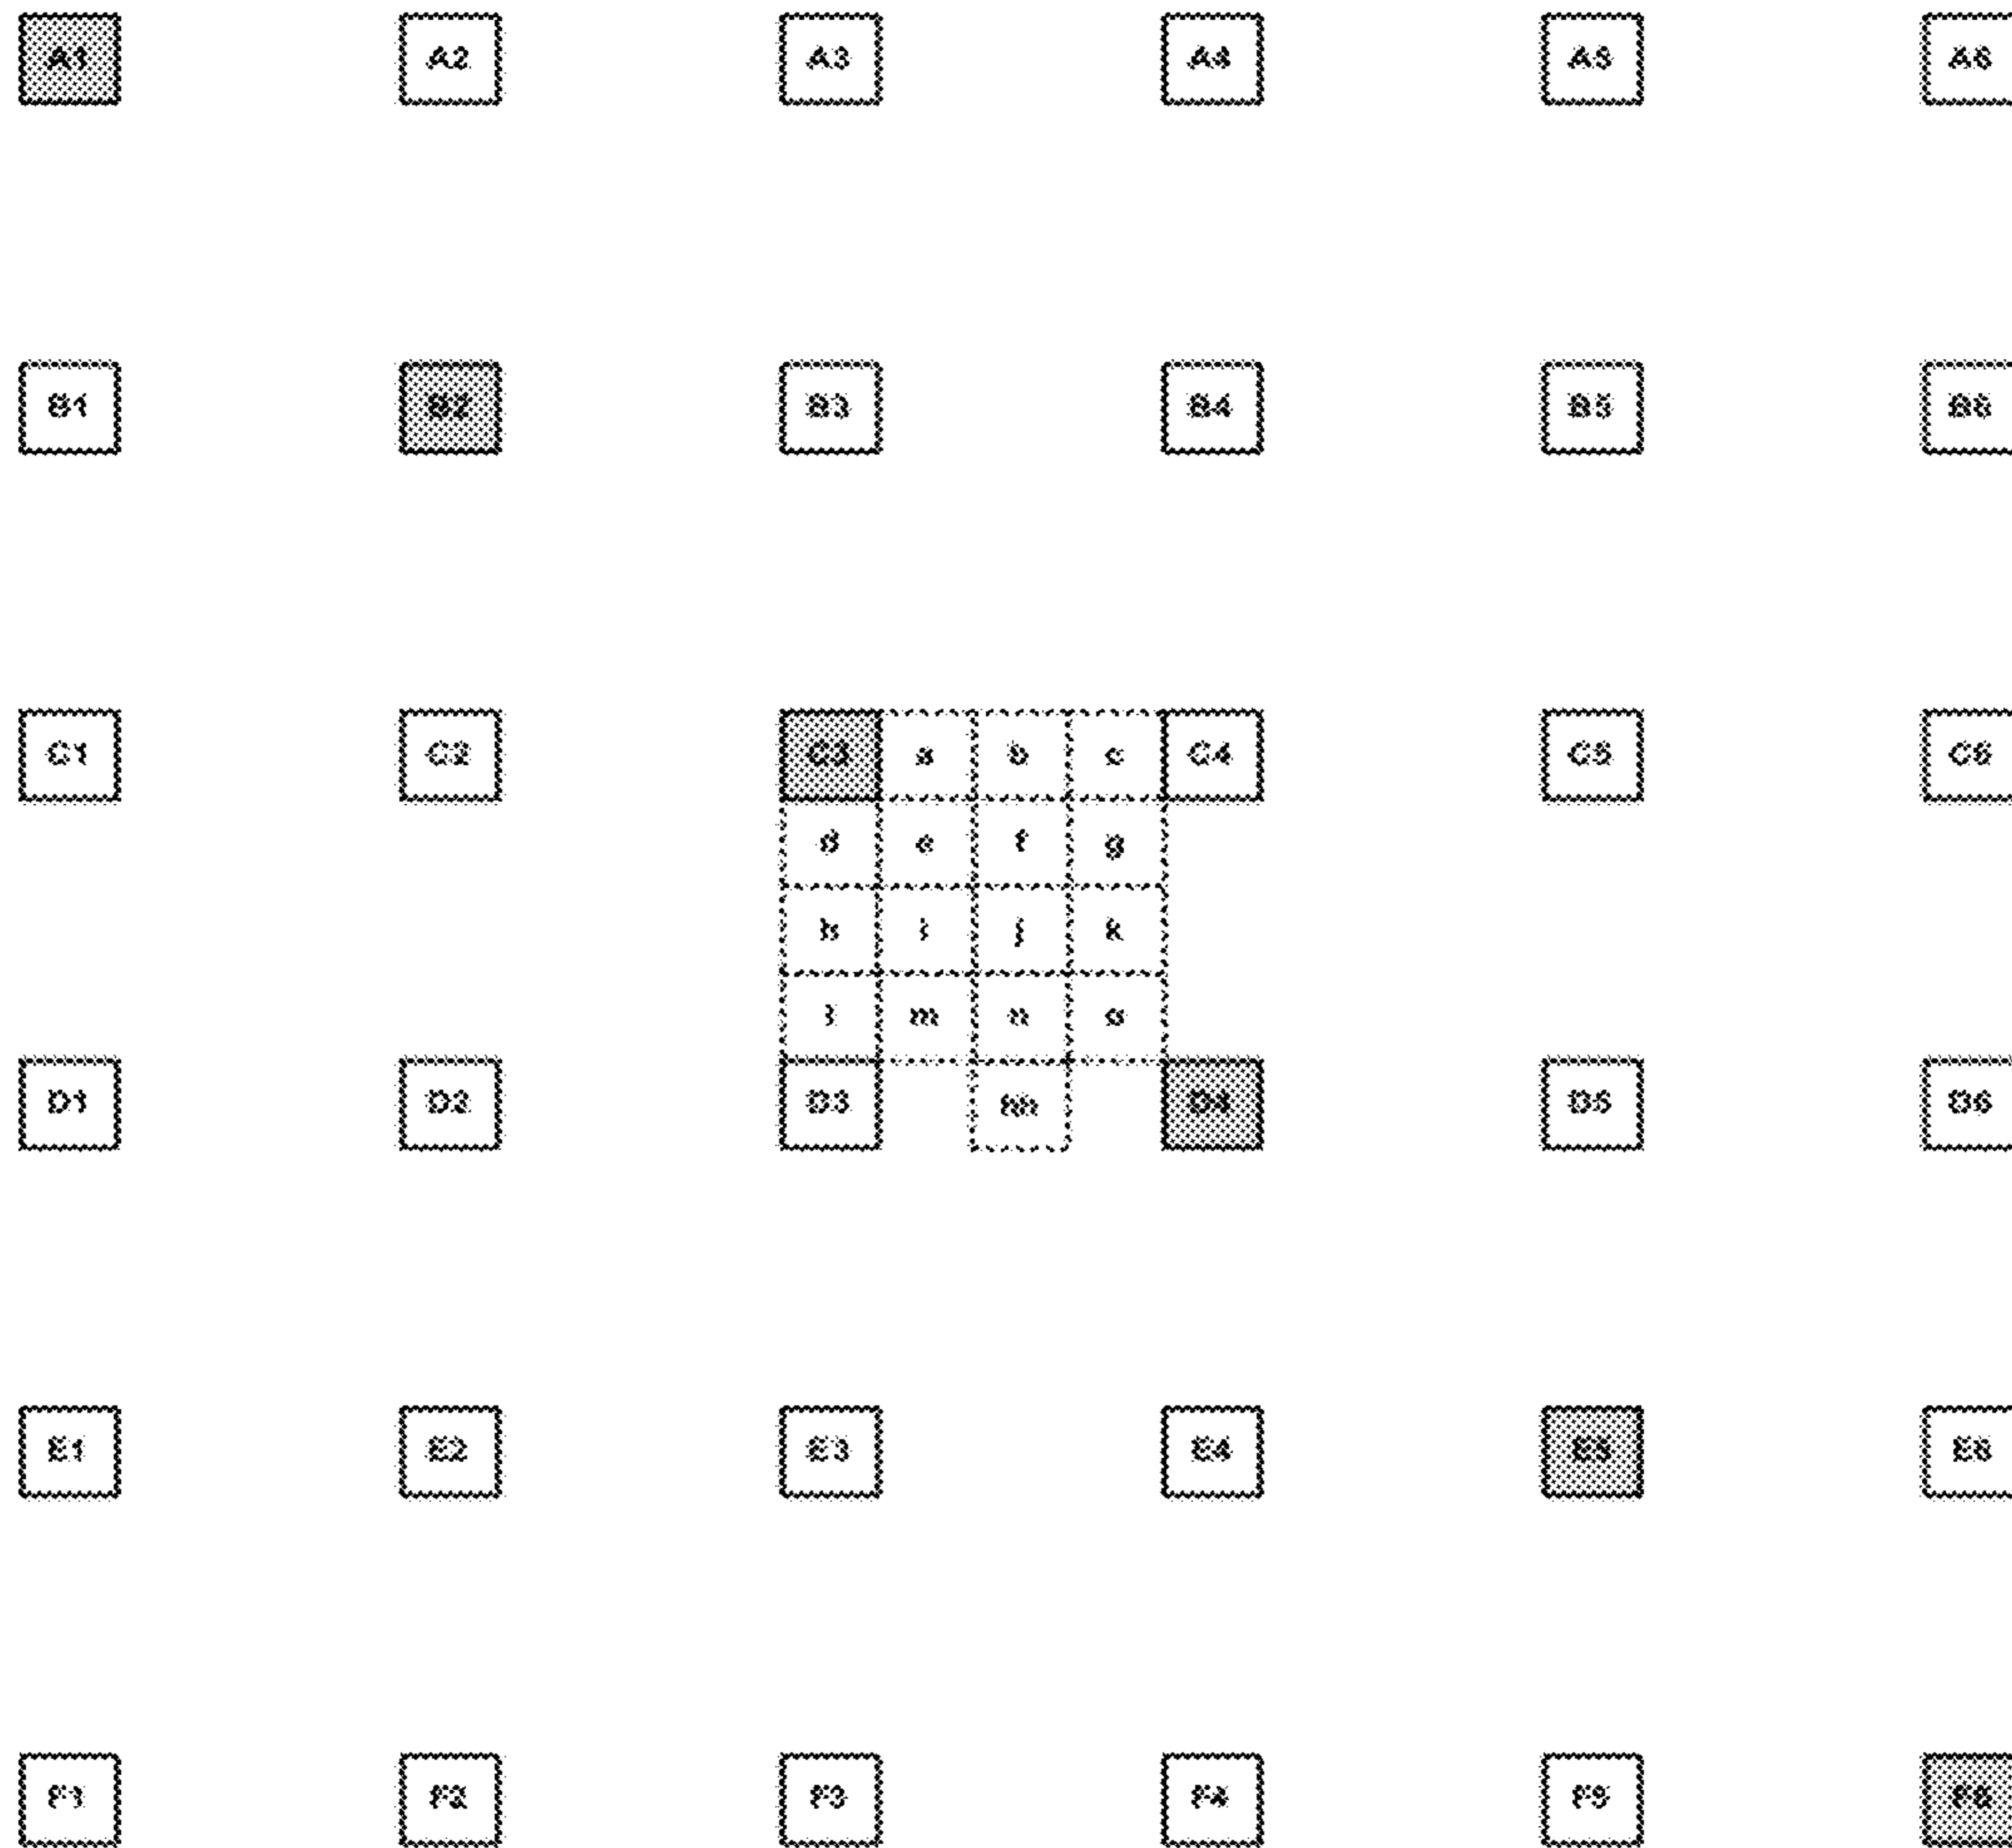 A1 A2 A3 A4 A5 A6
B1 B2 B3 B4 B5 B6
C1 C2 C3 a b c C4 C5 C6
d e f g
h i j k
l m n o
D1 D2 D3 hh D4 D5 D6
E1 E2 E3 E4 E5 E6
F1 F2 F3 F4 F5 F6